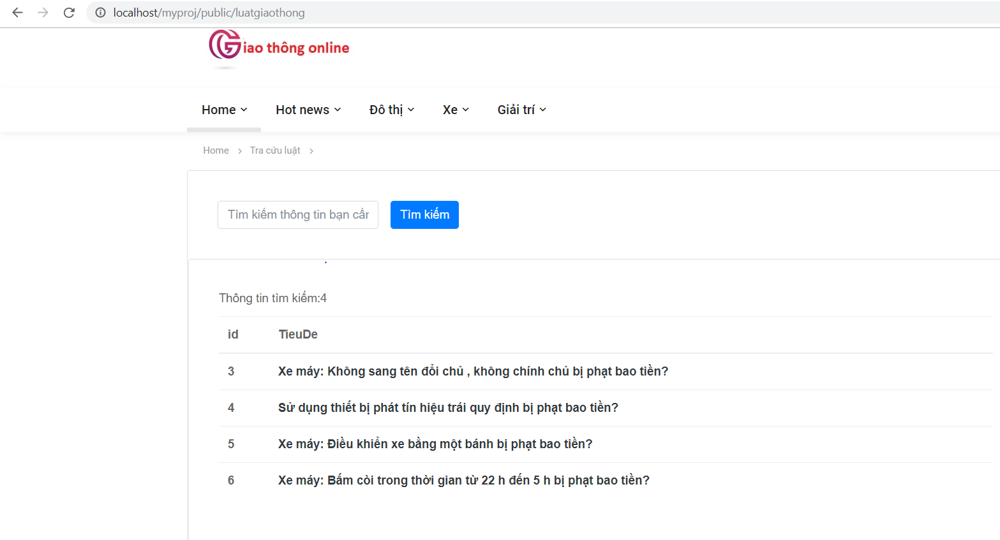 localhost/myproj/public/luatgiaothong
Giao thông online
Home Hot news Đô thị Xe Giải trí
Home > Tra cứu luật >
Tìm kiếm thông tin bạn cần Tìm kiếm
Thông tin tìm kiếm:4
id TieuDe
3 Xe máy: Không sang tên đổi chủ , không chính chủ bị phạt bao tiền?
4 Sử dụng thiết bị phát tín hiệu trái quy định bị phạt bao tiền?
5 Xe máy: Điều khiển xe bằng một bánh bị phạt bao tiền?
6 Xe máy: Bấm còi trong thời gian từ 22 h đến 5 h bị phạt bao tiền?